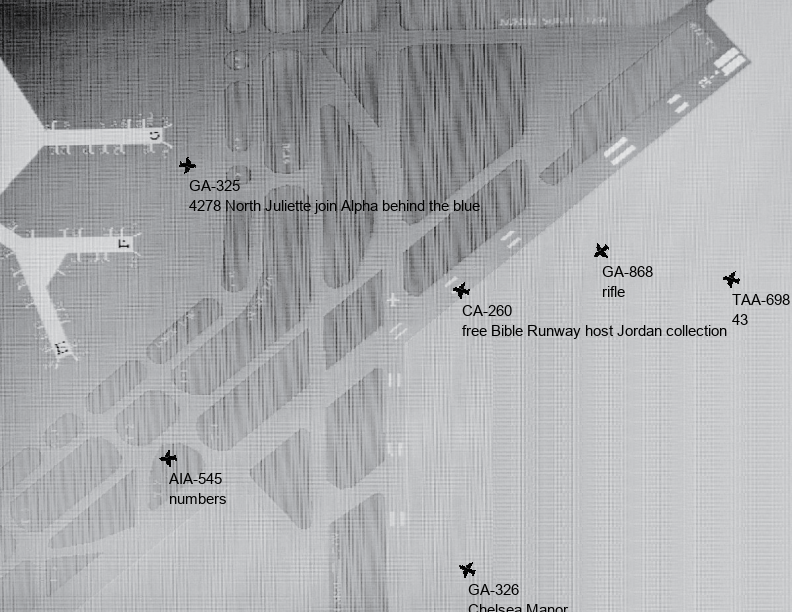 G
F
E
GA-325
4278 North Juliette join Alpha behind the blue
GA-868
rifle
TAA-698
43
CA-260
free Bible Runway host Jordan collection
AIA-545
numbers
GA-326
Chelsea Manor